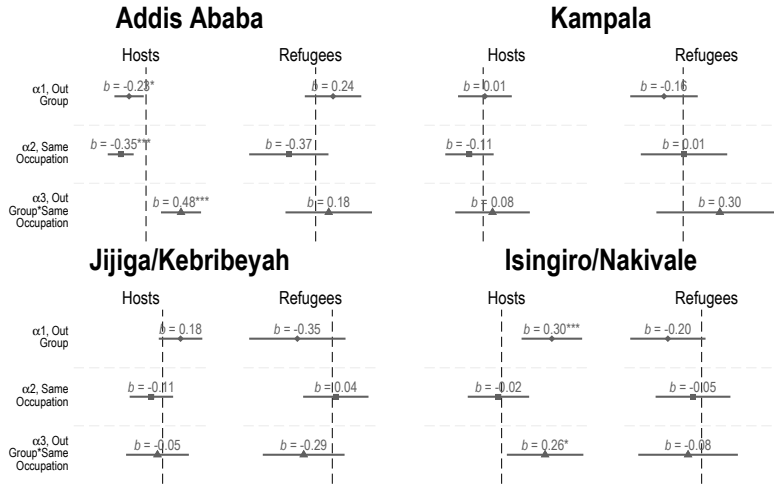 Addis Ababa
Hosts Refugees
α1, Out
Group
b = -0.23*
b = 0.24
α2, Same
Occupation
b = -0.35***
b = -0.37
α3, Out
Group*Same
Occupation
b = 0.48***
b = 0.18
Kampala
Hosts Refugees
b = 0.01
b = -0.16
b = -0.11
b = 0.01
b = 0.08
b = 0.30
Jijiga/Kebribeyah
Hosts Refugees
α1, Out
Group
b = 0.18
b = -0.35
α2, Same
Occupation
b = -0.11
b = 0.04
α3, Out
Group*Same
Occupation
b = -0.05
b = -0.29
Isingiro/Nakivale
Hosts Refugees
b = 0.30***
b = -0.20
b = -0.02
b = -0.05
b = 0.26*
b = -0.08